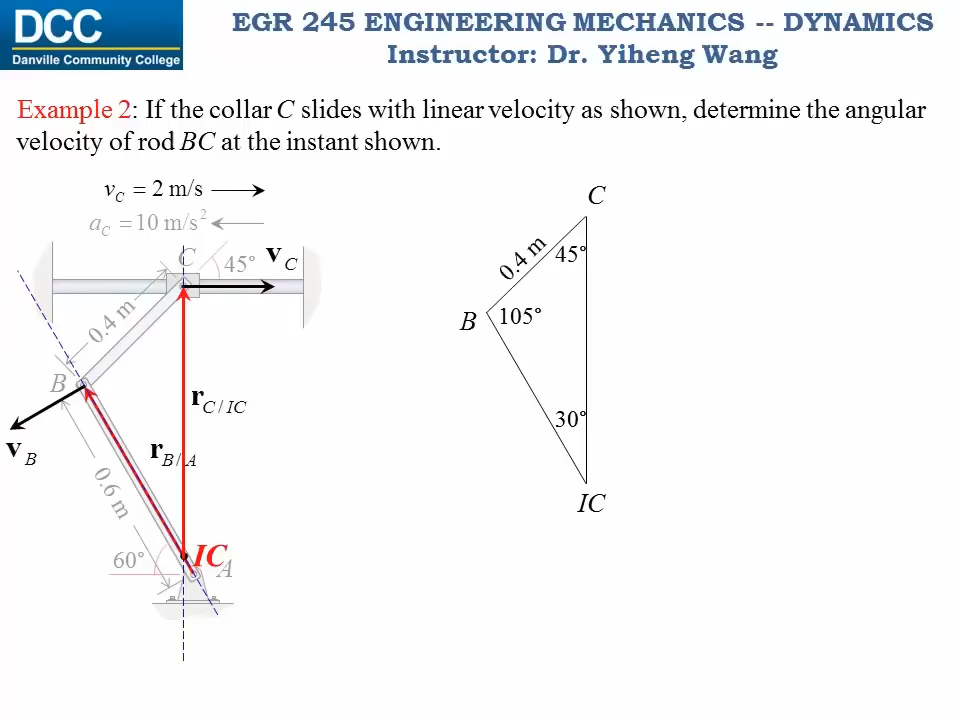 DCC
Danville Community College
EGR 245 ENGINEERING MECHANICS -- DYNAMICS
Instructor: Dr. Yiheng Wang
Example 2: If the collar C slides with linear velocity as shown, determine the angular
velocity of rod BC at the instant shown.
v_C = 2 m/s
a_C = 10 m/s²
C
45°
v_C
0.4 m
B
v_B
r_C/IC
r_B/A
0.6 m
60°
IC
A
C
0.4 m
45°
B
105°
30°
IC